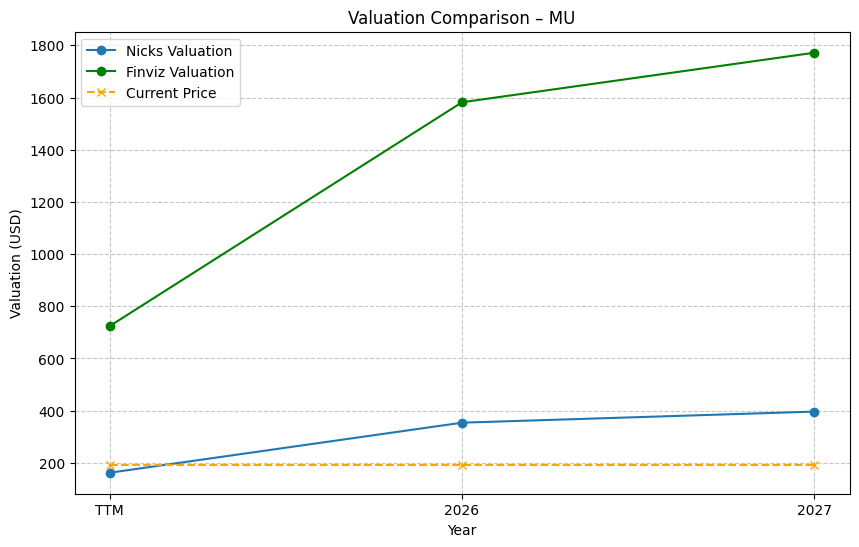 Valuation Comparison – MU
Nicks Valuation
Finviz Valuation
Current Price
Valuation (USD)
1800
1600
1400
1200
1000
800
600
400
200
TTM
2026
2027
Year